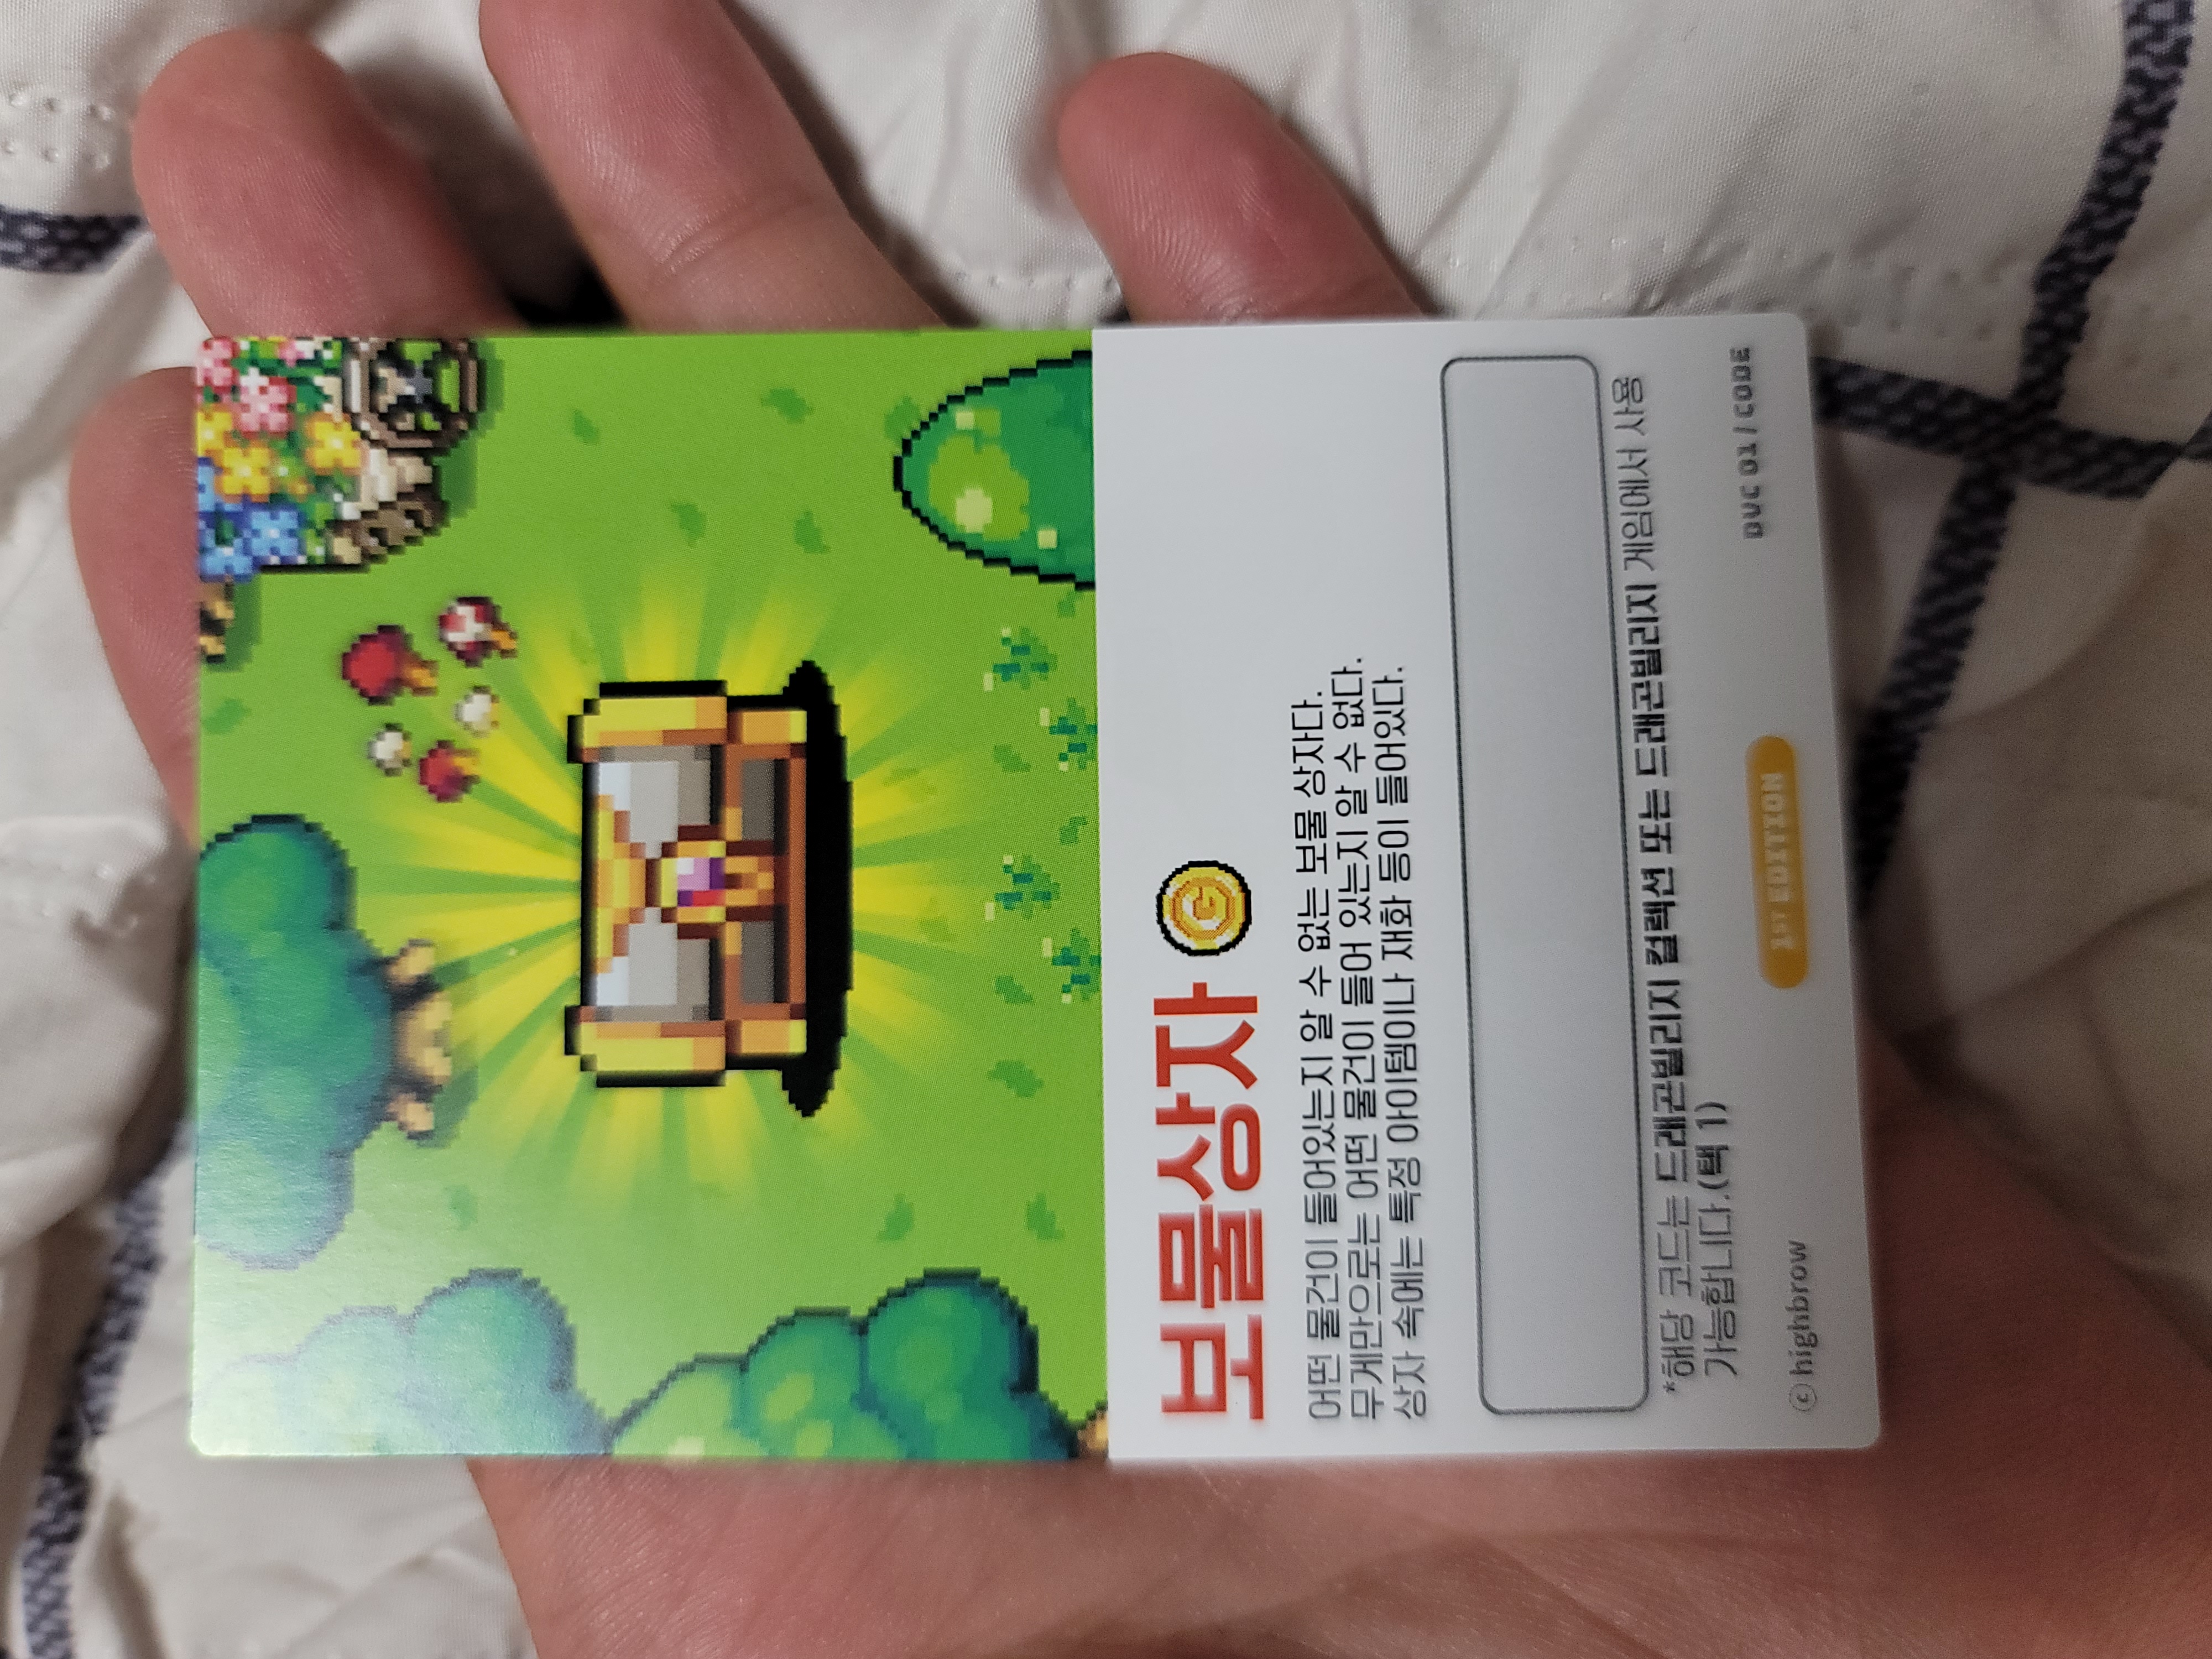 보물상자
G
어떤 물건이 들어있는지 알 수 없는 보물 상자다.
무게만으로는 어떤 물건이 들어 있는지 알 수 없다.
상자 속에는 특정 아이템이나 재화 등이 들어있다.
*해당 코드는 드래곤빌리지 컬렉션 또는 드래곤빌리지 게임에서 사용
가능합니다.(택 1)
ⓒ highbrow
1ST EDITION
DVC 01 / CODE